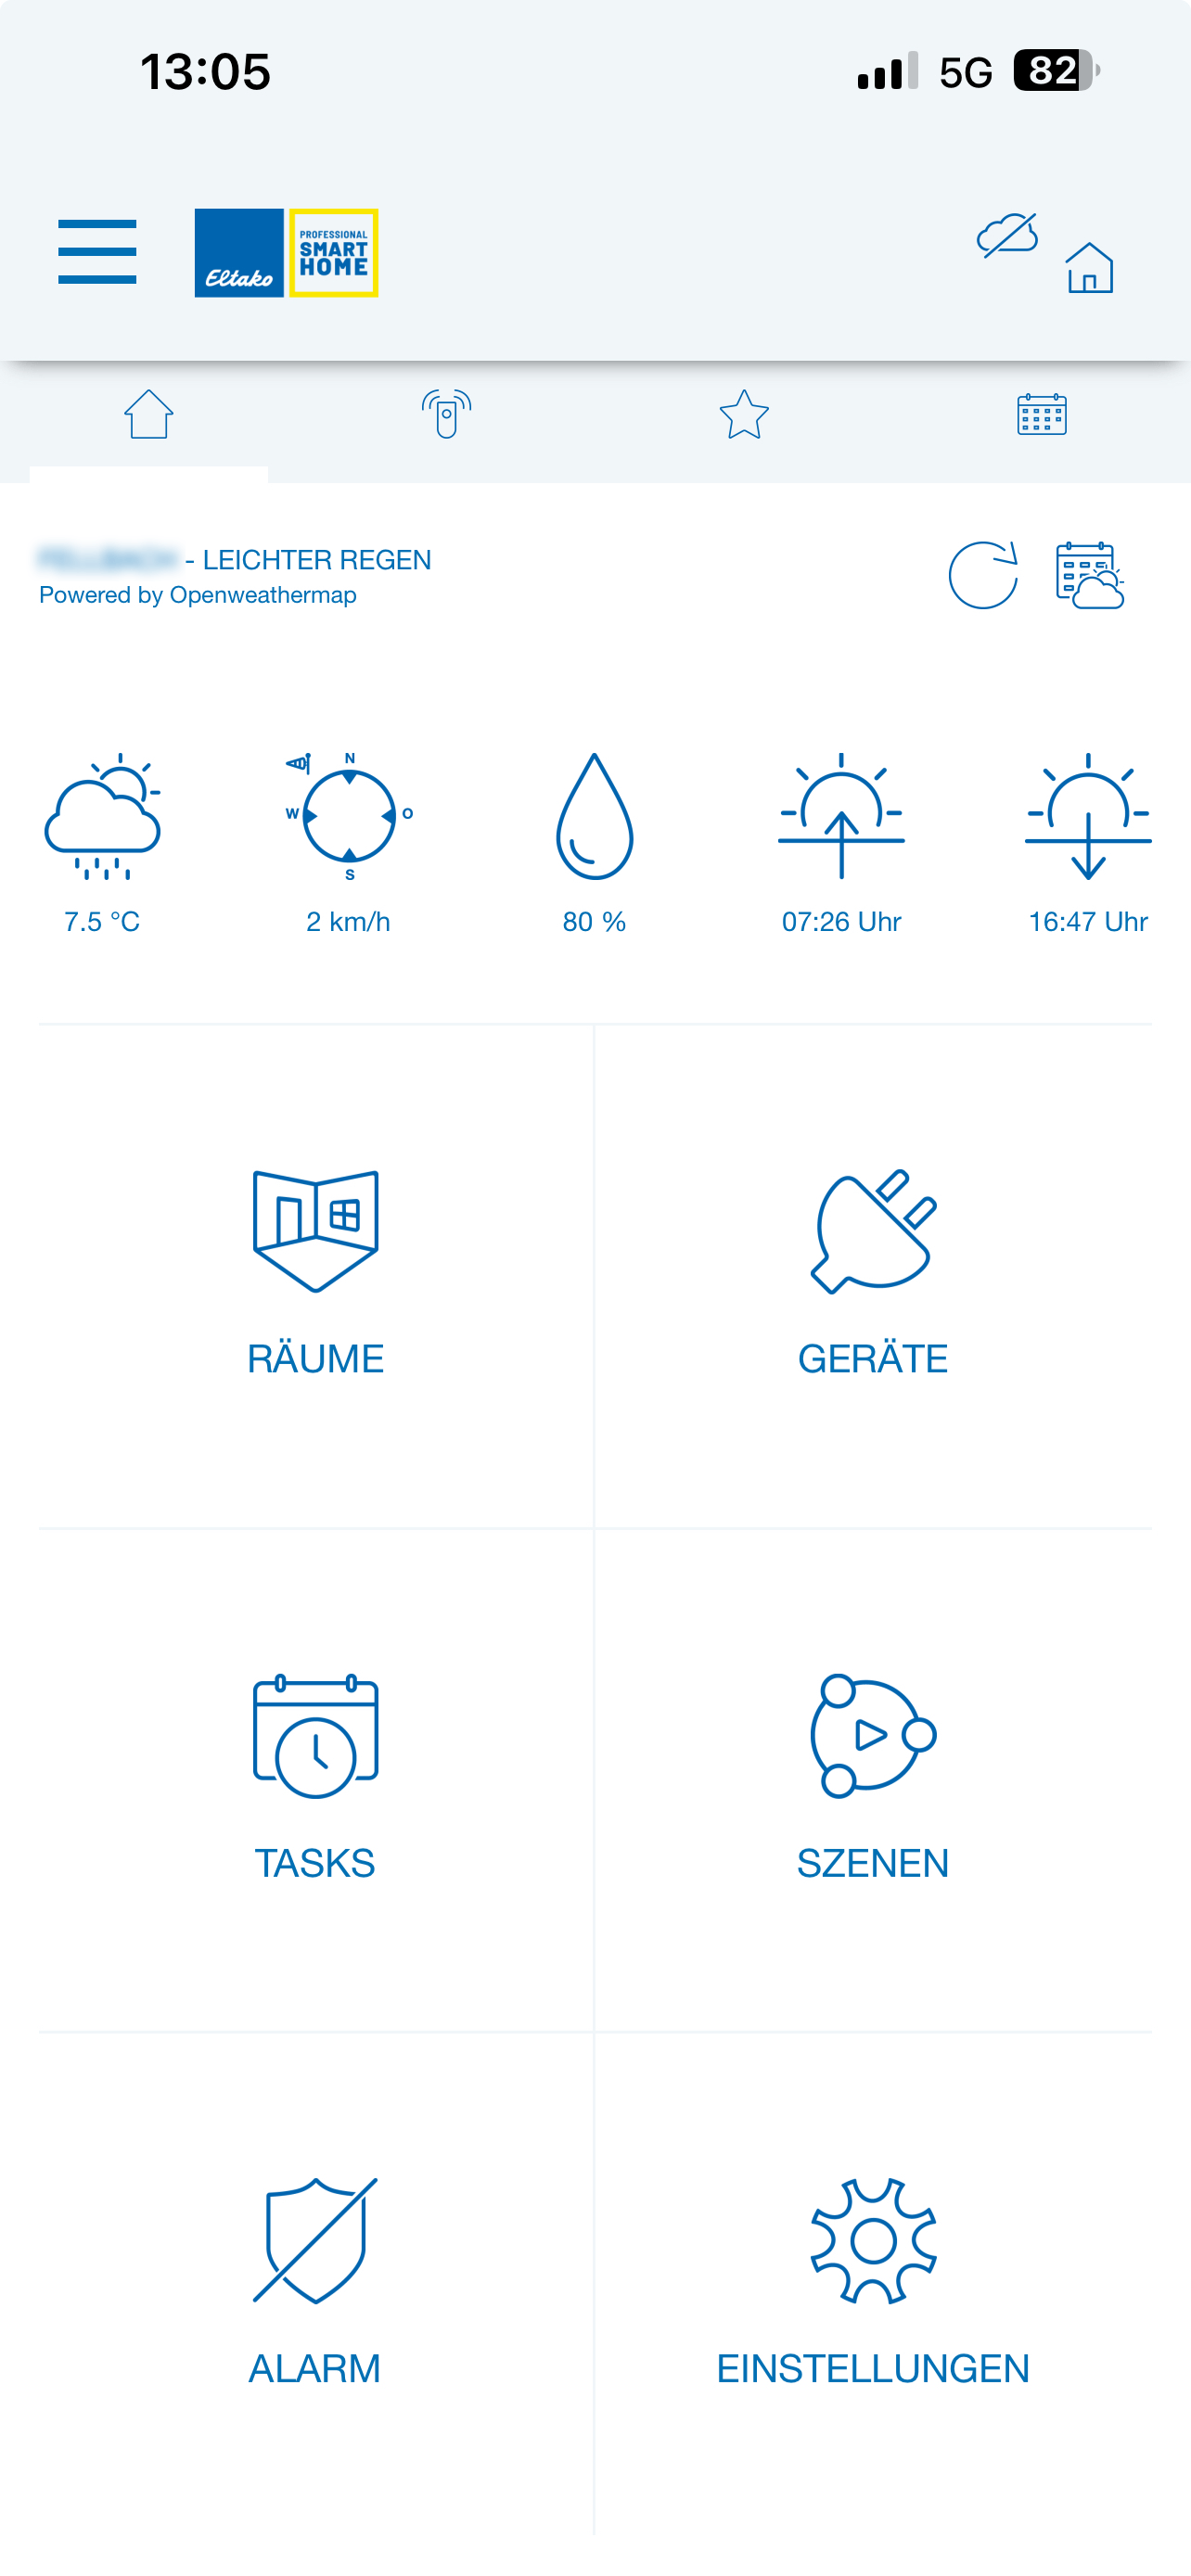 13:05
5G 82
Eltako
PROFESSIONAL
SMART
HOME
- LEICHTER REGEN
Powered by Openweathermap
N
W O
S
7.5 °C 2 km/h 80 % 07:26 Uhr 16:47 Uhr
RÄUME GERÄTE
TASKS SZENEN
ALARM EINSTELLUNGEN